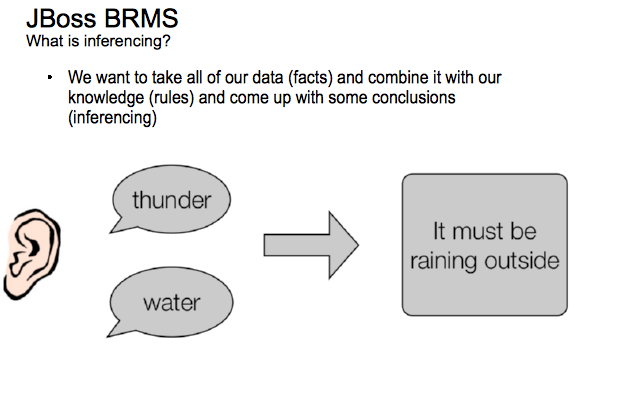 JBoss BRMS
What is inferencing?
• We want to take all of our data (facts) and combine it with our
knowledge (rules) and come up with some conclusions
(inferencing)
thunder
water
It must be
raining outside